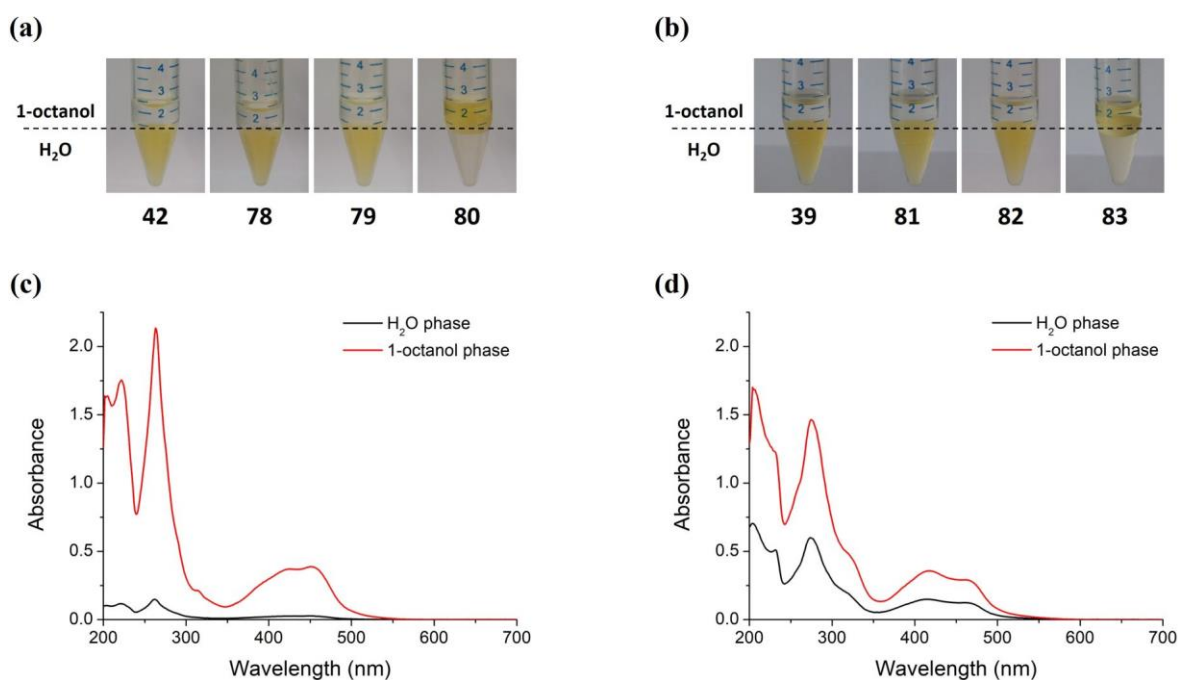 (a)
(b)
4 4 4 4
3 3 3 3
2 2 2 2
1-octanol
H₂O
42 78 79 80
4 4 4 4
3 3 3 3
2 2 2 2
1-octanol
H₂O
39 81 82 83
(c)
(d)
H₂O phase
1-octanol phase
2.0
1.5
1.0
0.5
0.0
Absorbance
200 300 400 500 600 700
Wavelength (nm)
H₂O phase
1-octanol phase
2.0
1.5
1.0
0.5
0.0
Absorbance
200 300 400 500 600 700
Wavelength (nm)